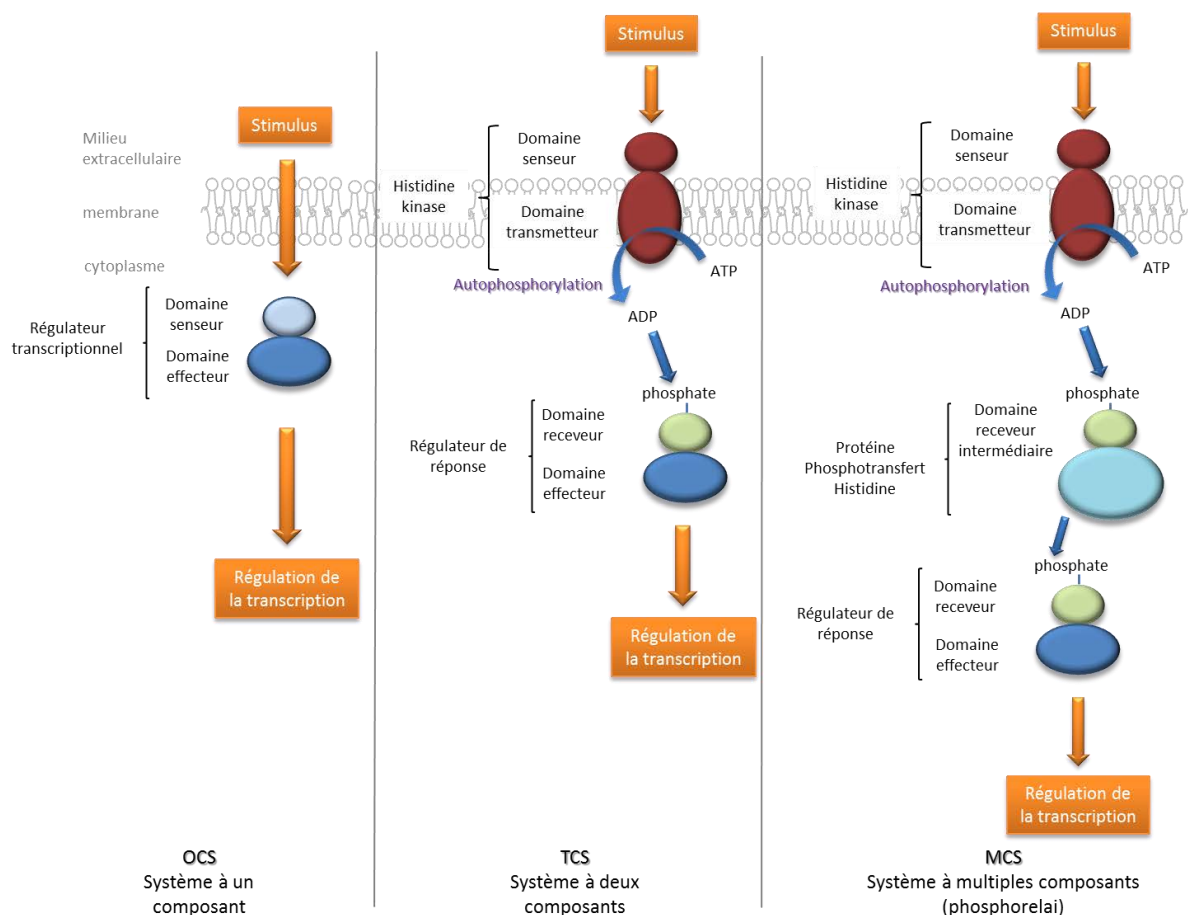 Stimulus
Milieu
extracellulaire
membrane
cytoplasme
Régulateur
transcriptionnel
Domaine
senseur
Domaine
effecteur
Régulation de
la transcription
OCS
Système à un
composant
Stimulus
Histidine
kinase
Domaine
senseur
Domaine
transmetteur
Autophosphorylation
ATP
ADP
phosphate
Régulateur de
réponse
Domaine
receveur
Domaine
effecteur
Régulation de
la transcription
TCS
Système à deux
composants
Stimulus
Histidine
kinase
Domaine
senseur
Domaine
transmetteur
Autophosphorylation
ATP
ADP
phosphate
Protéine
Phosphotransfert
Histidine
Domaine
receveur
intermédiaire
phosphate
Régulateur de
réponse
Domaine
receveur
Domaine
effecteur
Régulation de
la transcription
MCS
Système à multiples composants
(phosphorelai)